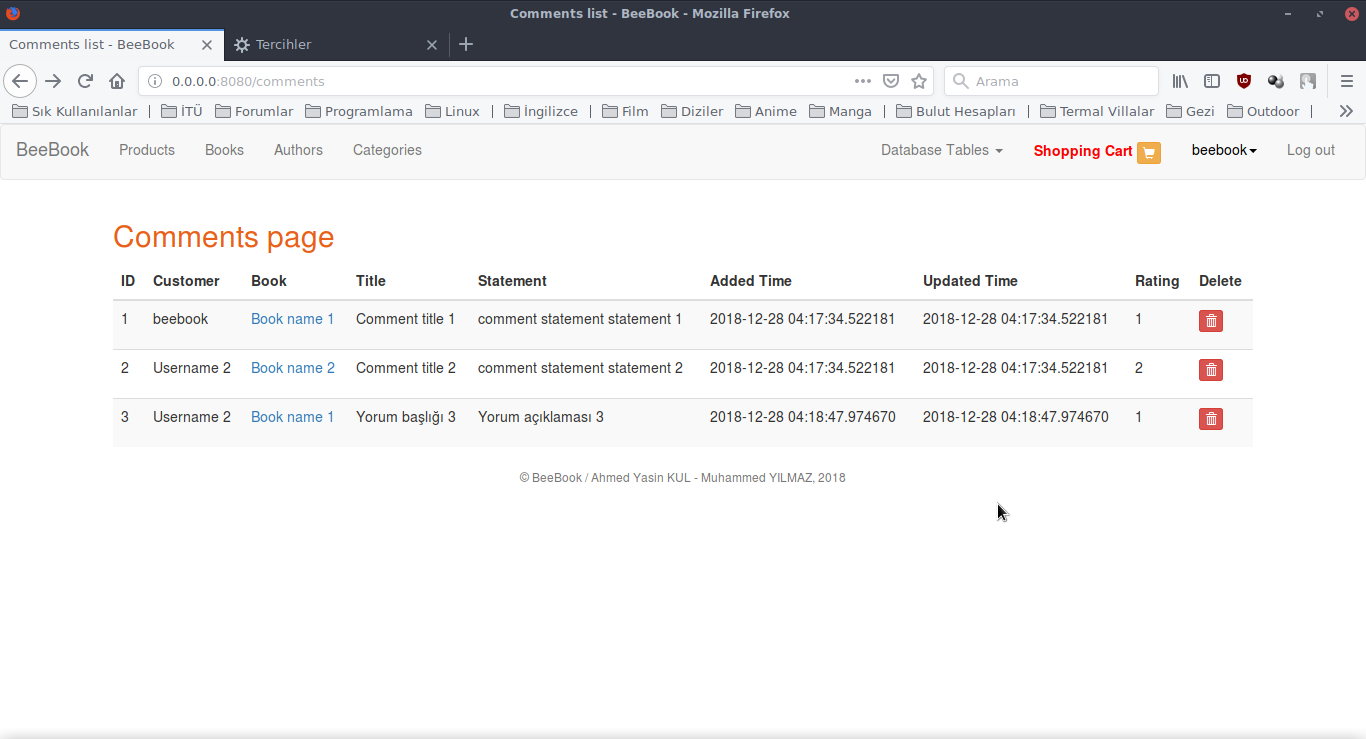 Comments list - BeeBook - Mozilla Firefox
Comments list - BeeBook Tercihler
0.0.0.0:8080/comments Arama
Sık Kullanılanlar | İTÜ Forumlar Programlama Linux | İngilizce | Film Diziler Anime Manga | Bulut Hesapları | Termal Villalar Gezi Outdoor |
BeeBook Products Books Authors Categories Database Tables Shopping Cart beebook Log out
Comments page
ID Customer Book Title Statement Added Time Updated Time Rating Delete
1 beebook Book name 1 Comment title 1 comment statement statement 1 2018-12-28 04:17:34.522181 2018-12-28 04:17:34.522181 1
2 Username 2 Book name 2 Comment title 2 comment statement statement 2 2018-12-28 04:17:34.522181 2018-12-28 04:17:34.522181 2
3 Username 2 Book name 1 Yorum başlığı 3 Yorum açıklaması 3 2018-12-28 04:18:47.974670 2018-12-28 04:18:47.974670 1
© BeeBook / Ahmed Yasin KUL - Muhammed YILMAZ, 2018